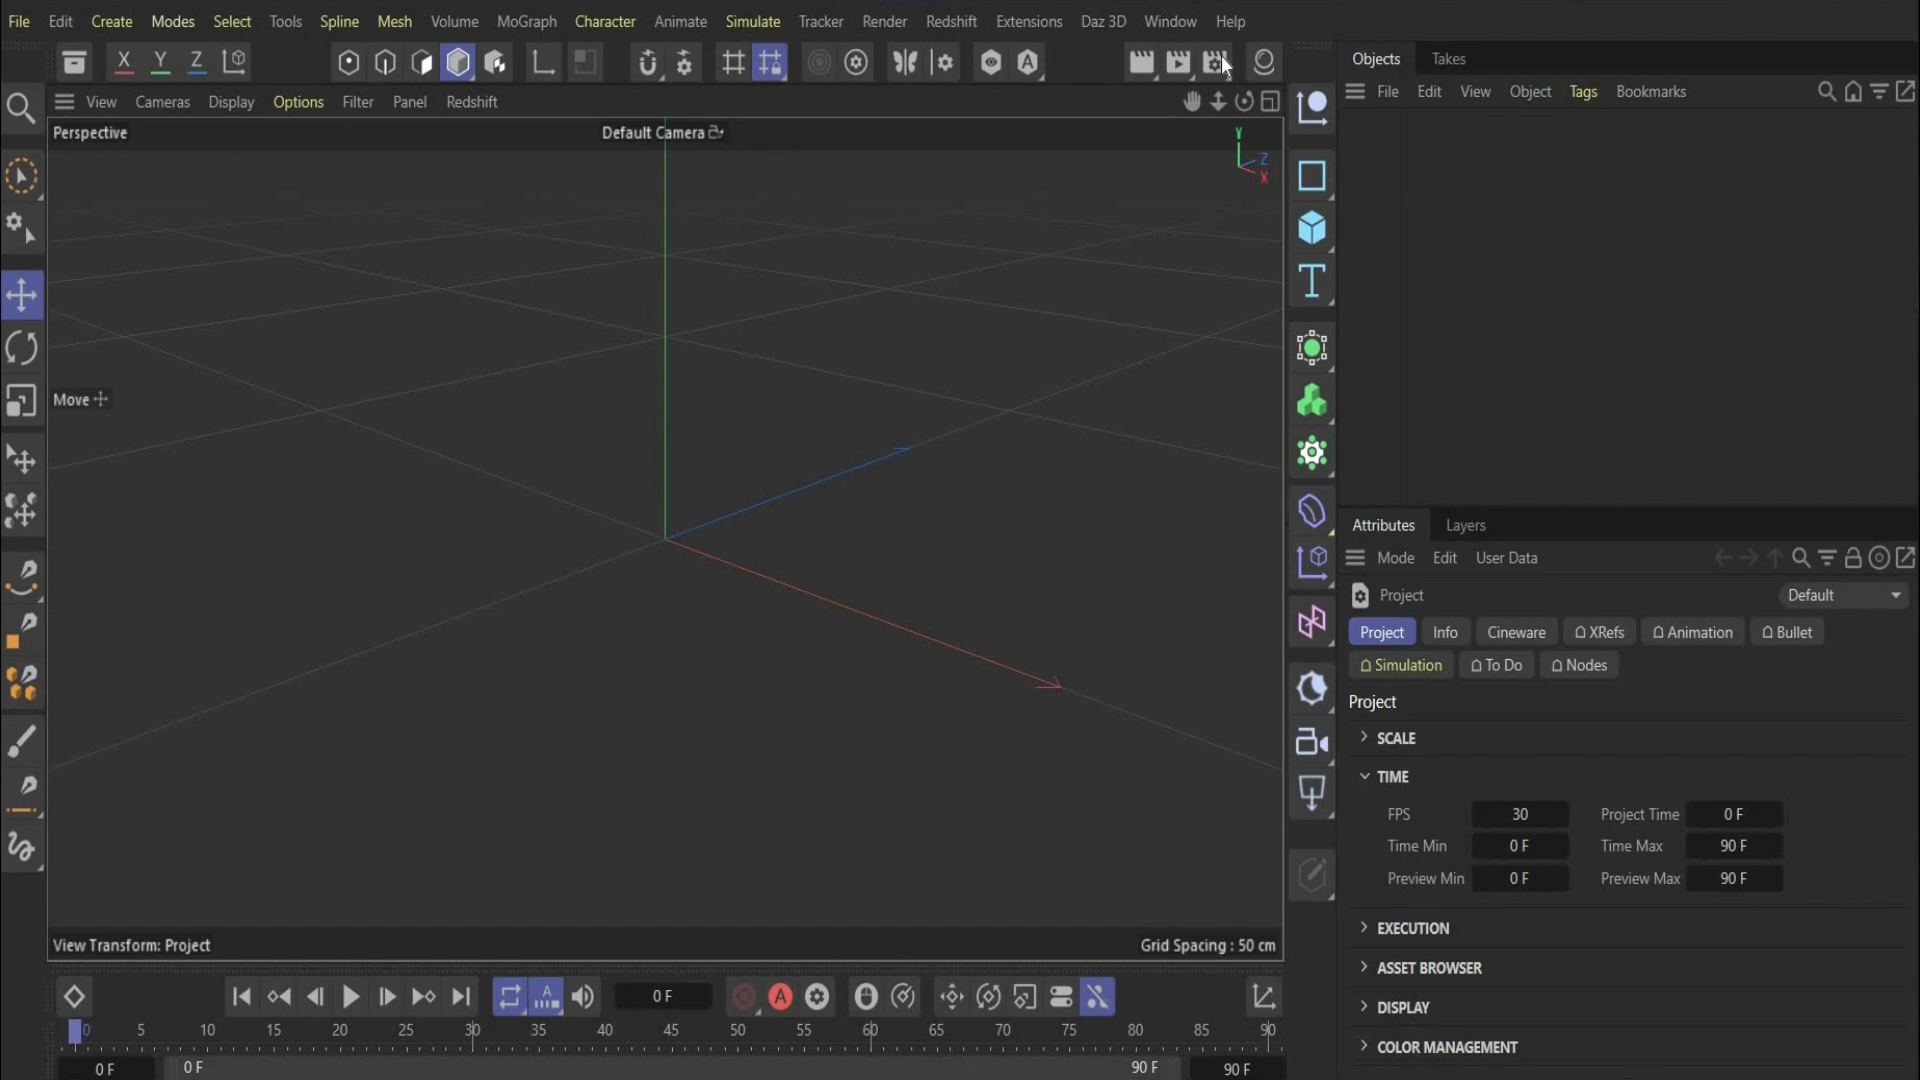 File Edit Create Modes Select Tools Spline Mesh Volume MoGraph Character Animate Simulate Tracker Render Redshift Extensions Daz 3D Window Help
X Y Z
A
Objects Takes
File Edit View Object Tags Bookmarks
View Cameras Display Options Filter Panel Redshift
Perspective
Default Camera
Y
Z
X
Move
T
View Transform: Project
Grid Spacing : 50 cm
Attributes Layers
Mode Edit User Data
Project
Default
Project Info Cineware XRefs Animation Bullet
Simulation To Do Nodes
Project
SCALE
TIME
FPS 30 Project Time 0 F
Time Min 0 F Time Max 90 F
Preview Min 0 F Preview Max 90 F
EXECUTION
ASSET BROWSER
DISPLAY
COLOR MANAGEMENT
A
0 F
A
0 5 10 15 20 25 30 35 40 45 50 55 60 65 70 75 80 85 90
0 F 0 F 90 F 90 F